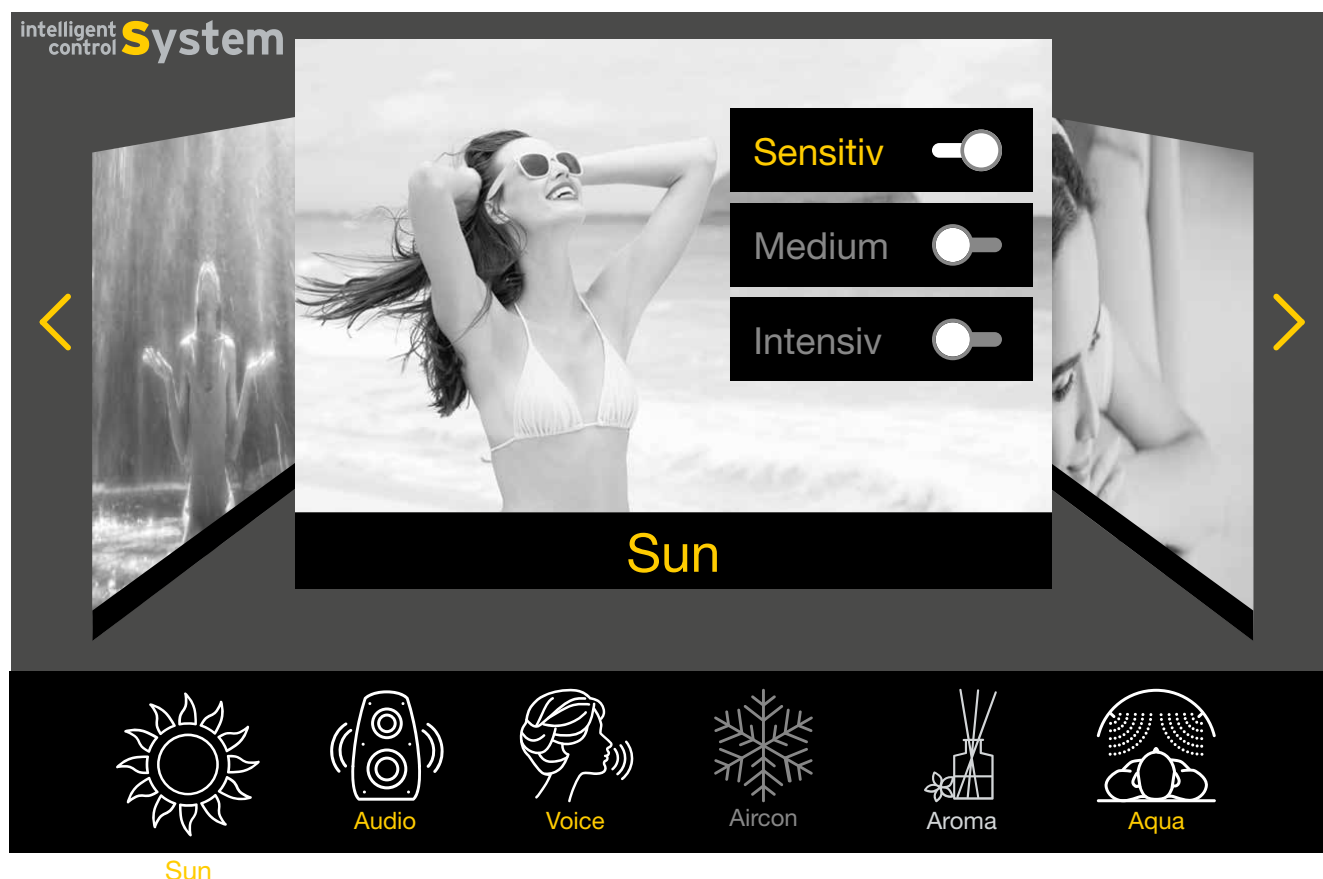 intelligent
control System
Sensitiv
Medium
Intensiv
Sun
Audio
Voice
Aircon
Aroma
Aqua
Sun